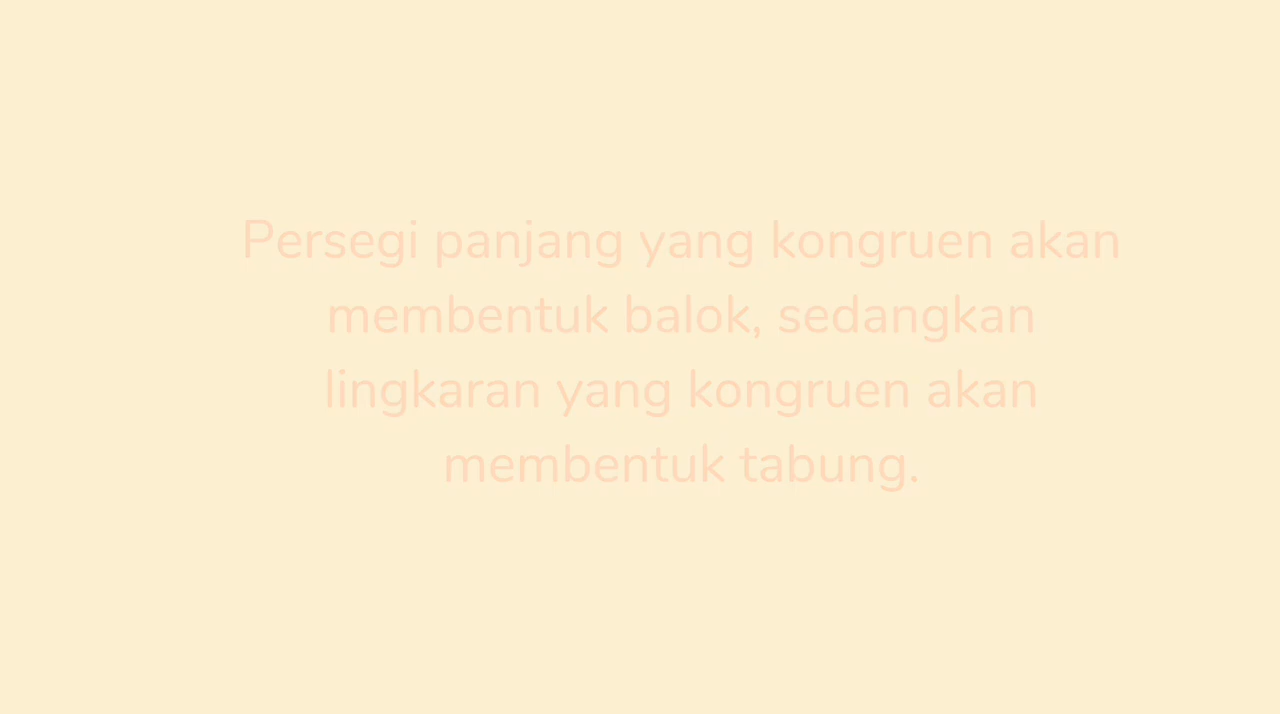 Persegi panjang yang kongruen akan
membentuk balok, sedangkan
lingkaran yang kongruen akan
membentuk tabung.